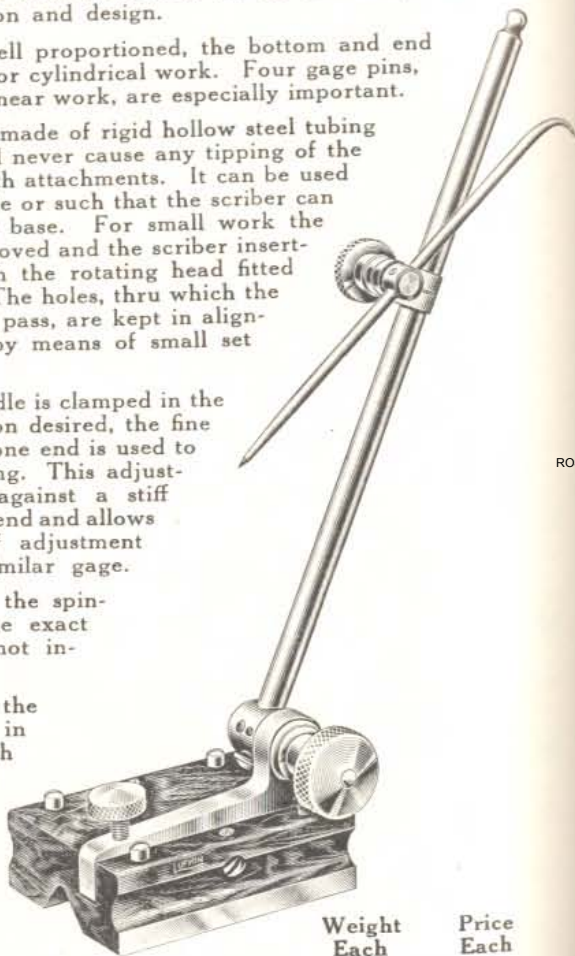 on and design.
ell proportioned, the bottom and end
or cylindrical work. Four gage pins,
near work, are especially important.
made of rigid hollow steel tubing
l never cause any tipping of the
h attachments. It can be used
e or such that the scriber can
base. For small work the
oved and the scriber insert-
n the rotating head fitted
The holes, thru which the
pass, are kept in align-
by means of small set
dle is clamped in the
on desired, the fine
one end is used to
ng. This adjust-
against a stiff
end and allows
f adjustment
milar gage.
the spin-
e exact
not in-
the
in
h
LUFKIN
RO
Weight Price
Each Each